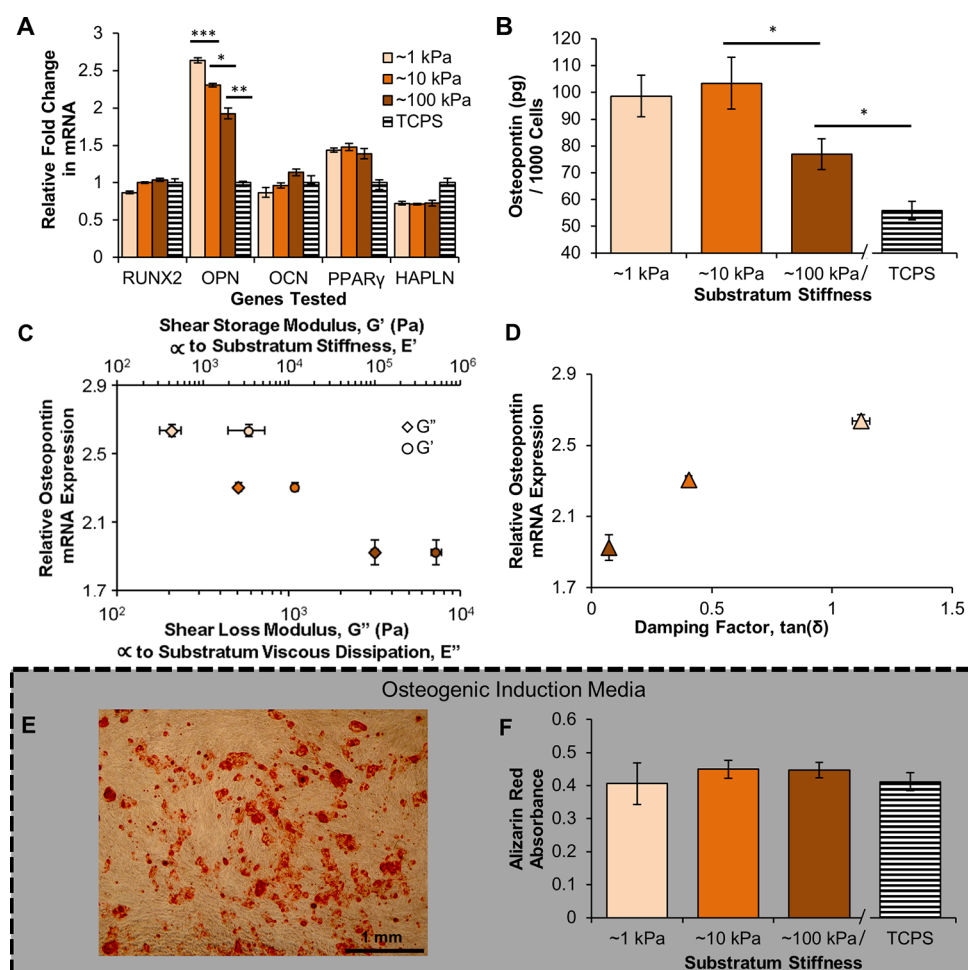 A
Relative Fold Change
in mRNA
3
2.5
2
1.5
1
0.5
0
***
*
**
~1 kPa
~10 kPa
~100 kPa
TCPS
RUNX2 OPN OCN PPARγ HAPLN
Genes Tested
B
Osteopontin (pg)
/ 1000 Cells
120
110
100
90
80
70
60
50
40
*
*
~1 kPa ~10 kPa ~100 kPa/ / TCPS
Substratum Stiffness
C
Shear Storage Modulus, G’ (Pa)
∝ to Substratum Stiffness, E’
10² 10³ 10⁴ 10⁵ 10⁶
Relative Osteopontin
mRNA Expression
2.9
2.5
2.1
1.7
G”
G’
10² 10³ 10⁴
Shear Loss Modulus, G” (Pa)
∝ to Substratum Viscous Dissipation, E”
D
Relative Osteopontin
mRNA Expression
2.9
2.5
2.1
1.7
0 0.5 1 1.5
Damping Factor, tan(δ)
Osteogenic Induction Media
E
1 mm
F
Alizarin Red
Absorbance
0.6
0.5
0.4
0.3
0.2
0.1
0
~1 kPa ~10 kPa ~100 kPa/ / TCPS
Substratum Stiffness